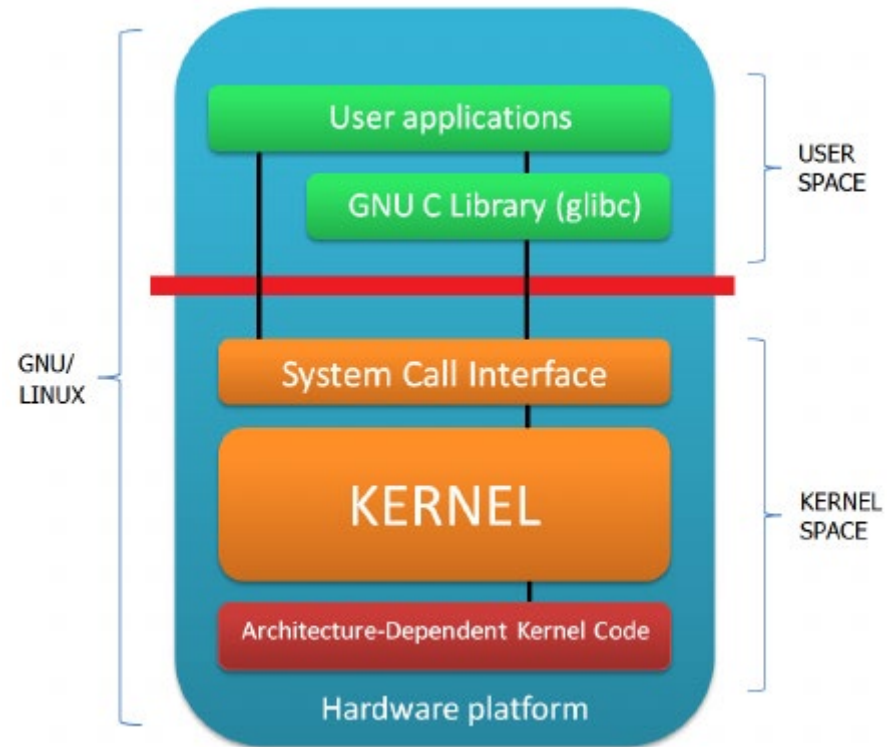 User applications
USER
SPACE
GNU C Library (glibc)
GNU/
LINUX
System Call Interface
KERNEL
KERNEL
SPACE
Architecture-Dependent Kernel Code
Hardware platform